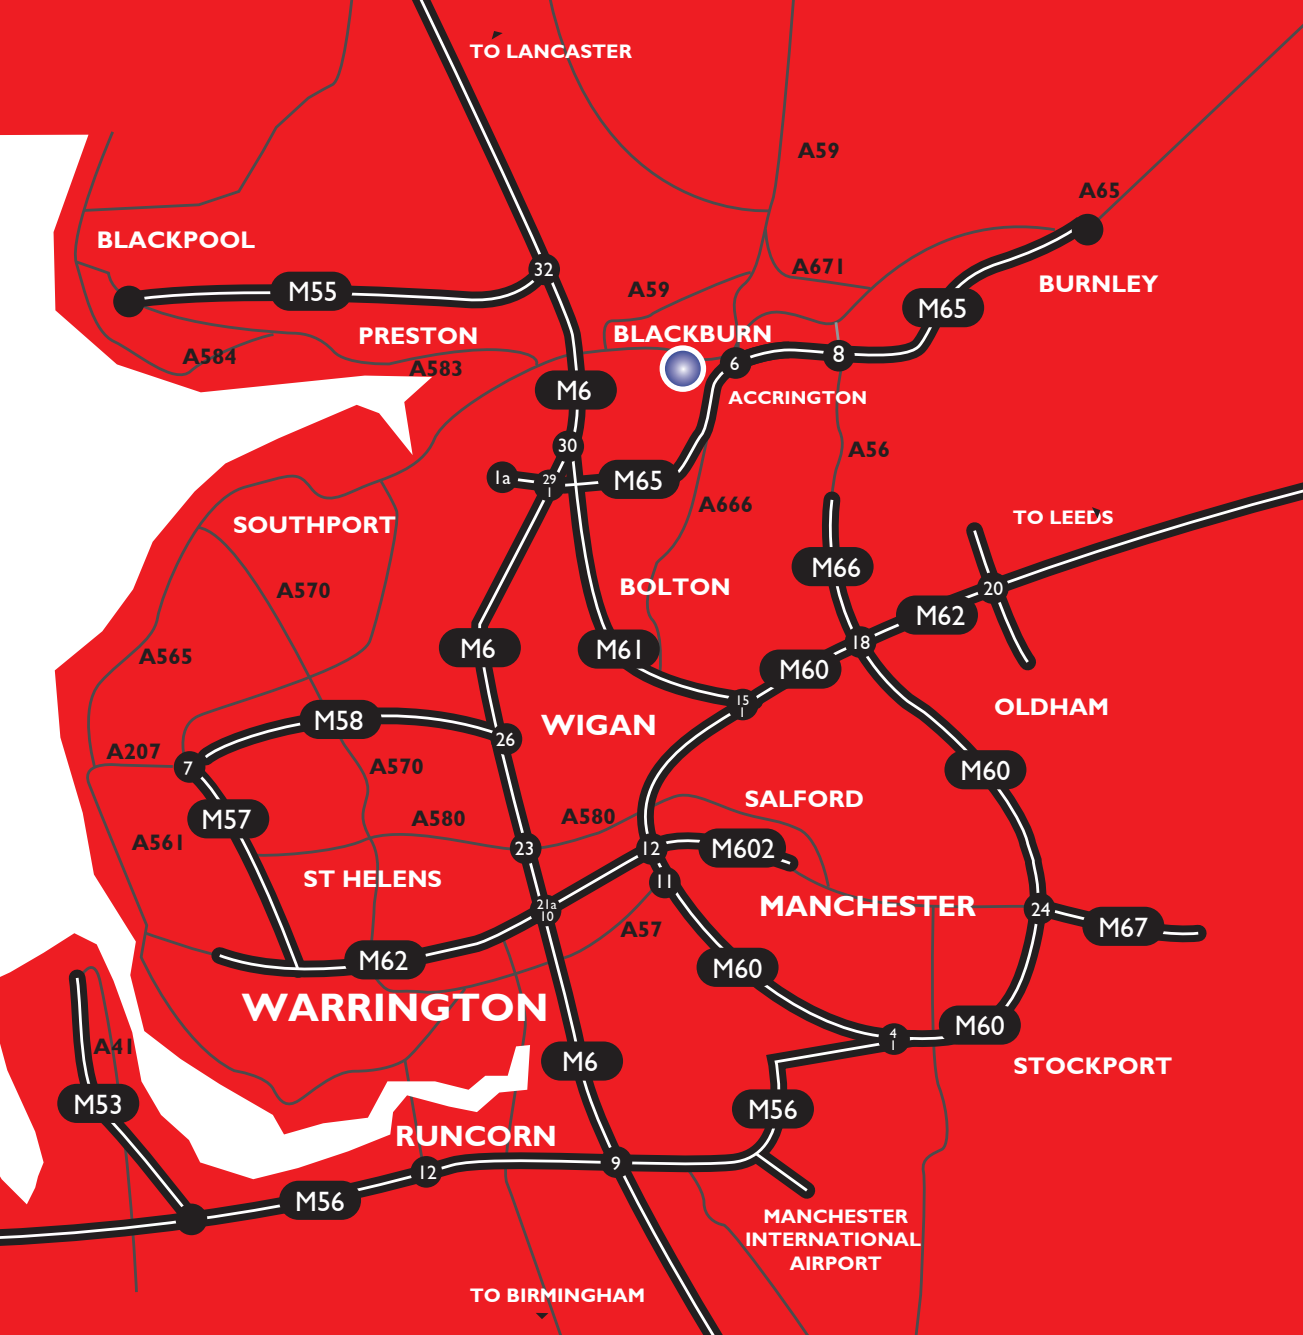 TO LANCASTER
A59
A65
BLACKPOOL
A671
32
BURNLEY
M55
A59
M65
PRESTON
BLACKBURN
A584
A583
6
8
M6
ACCRINGTON
30
A56
1a
29
1
M65
A666
SOUTHPORT
TO LEEDS
M66
A570
BOLTON
20
M62
18
M6
M61
A565
M60
15
1
OLDHAM
M58
WIGAN
26
A207
7
A570
M60
SALFORD
M57
A580
A580
A561
23
12
M602
ST HELENS
11
MANCHESTER
21a
10
24
A57
M67
M62
M60
WARRINGTON
M60
4
1
A41
M6
STOCKPORT
M53
M56
RUNCORN
9
12
M56
MANCHESTER
INTERNATIONAL
AIRPORT
TO BIRMINGHAM